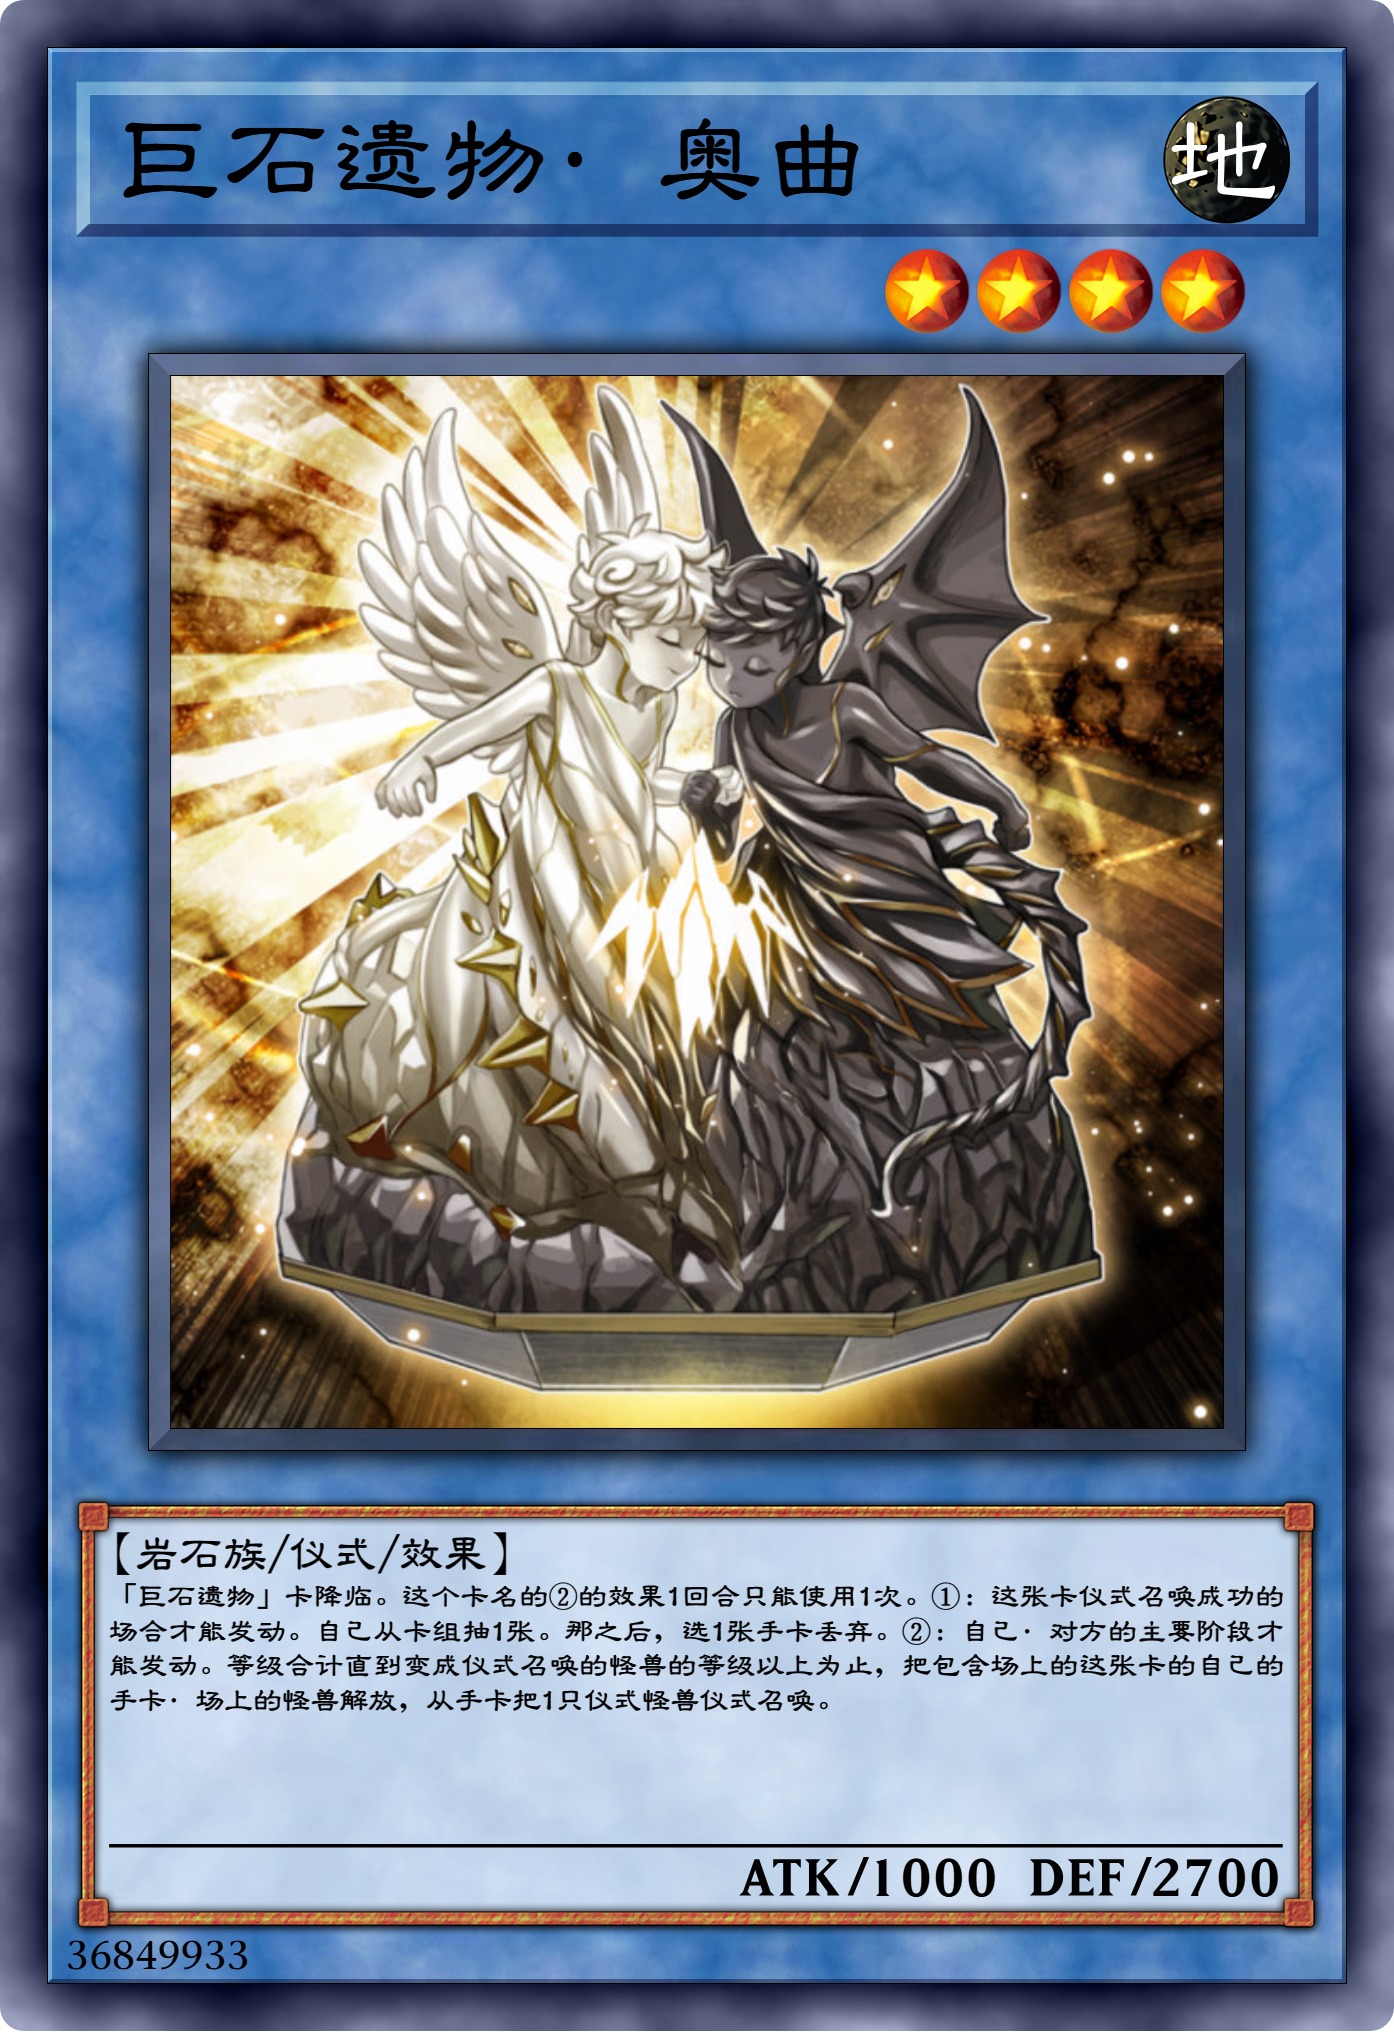 巨石遗物· 奥曲
地
【岩石族/仪式/效果】
「巨石遗物」卡降临。这个卡名的②的效果1回合只能使用1次。①：这张卡仪式召唤成功的
场合才能发动。自己从卡组抽1张。那之后，选1张手卡丢弃。②：自己· 对方的主要阶段才
能发动。等级合计直到变成仪式召唤的怪兽的等级以上为止，把包含场上的这张卡的自己的
手卡· 场上的怪兽解放，从手卡把1只仪式怪兽仪式召唤。
ATK/1000 DEF/2700
36849933